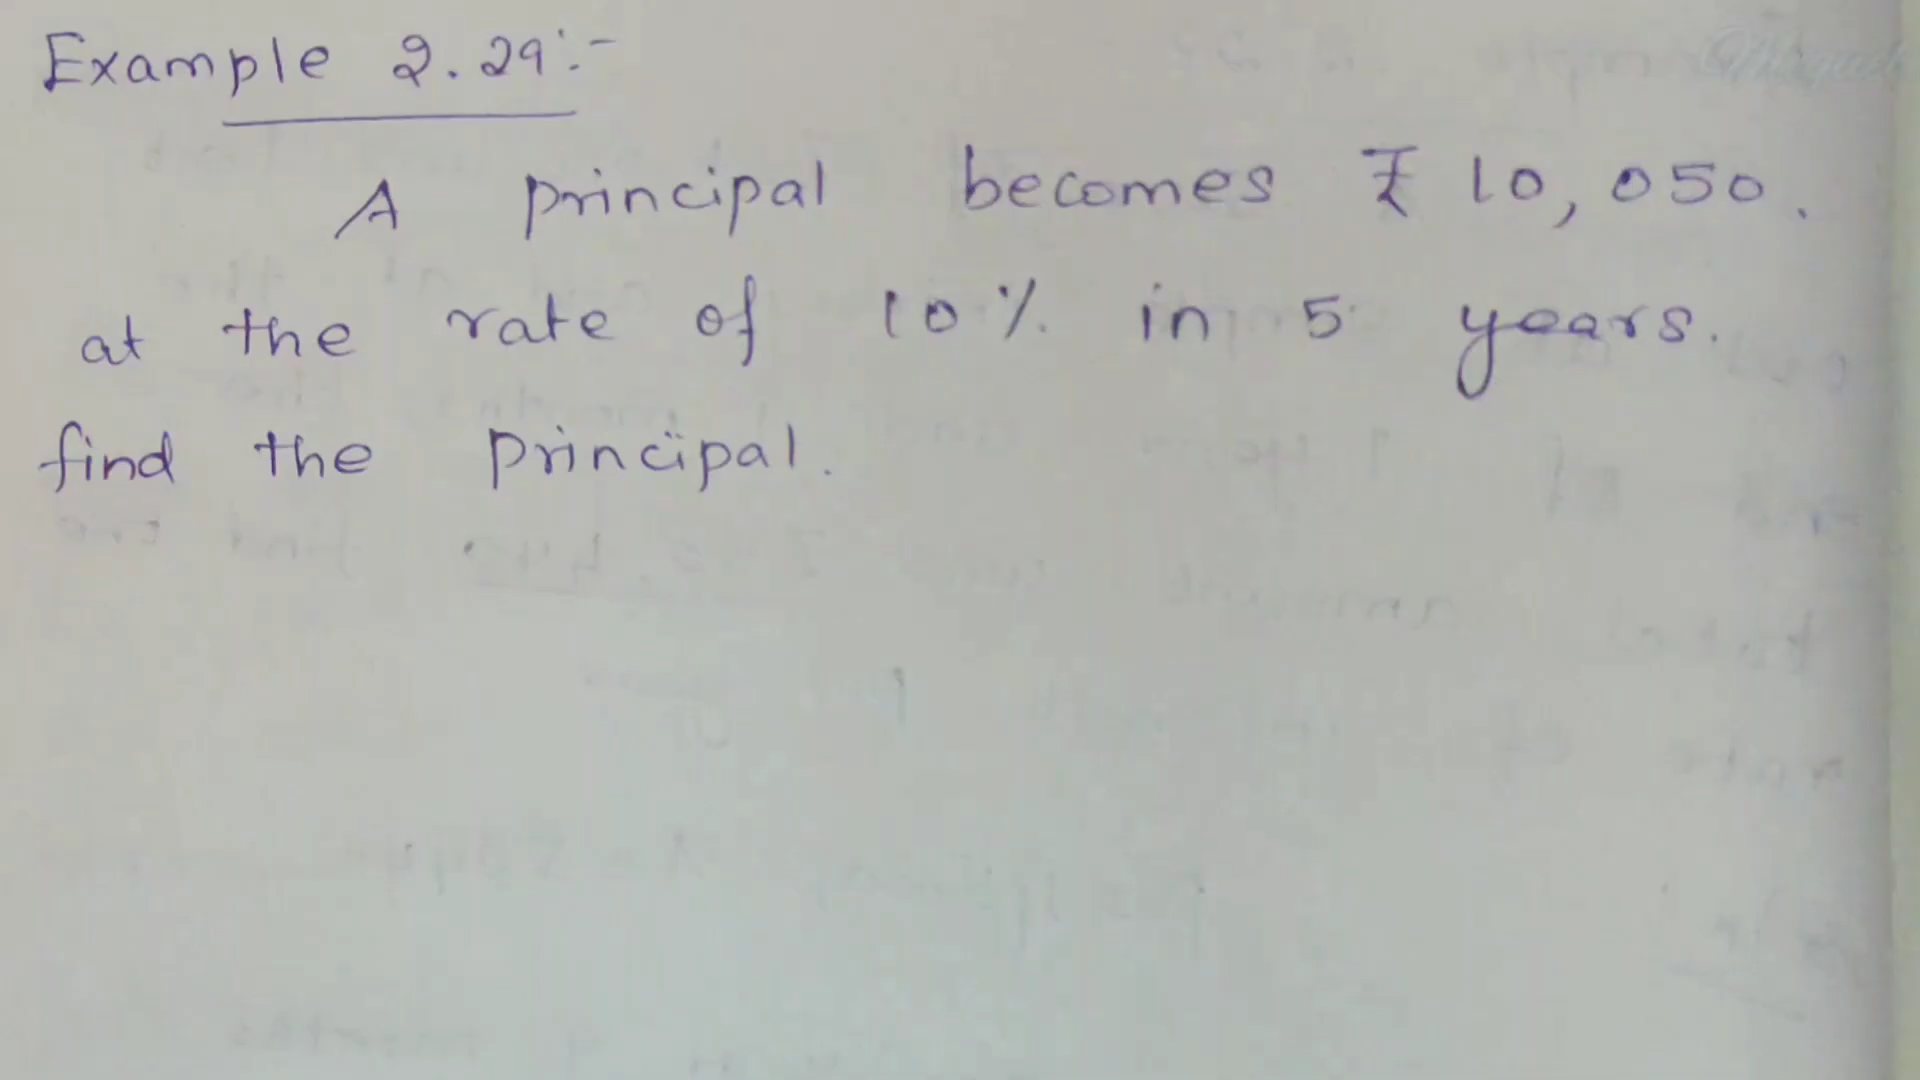 Example 2.29:-
A principal becomes ₹ 10,050.
at the rate of 10% in 5 years.
find the principal.